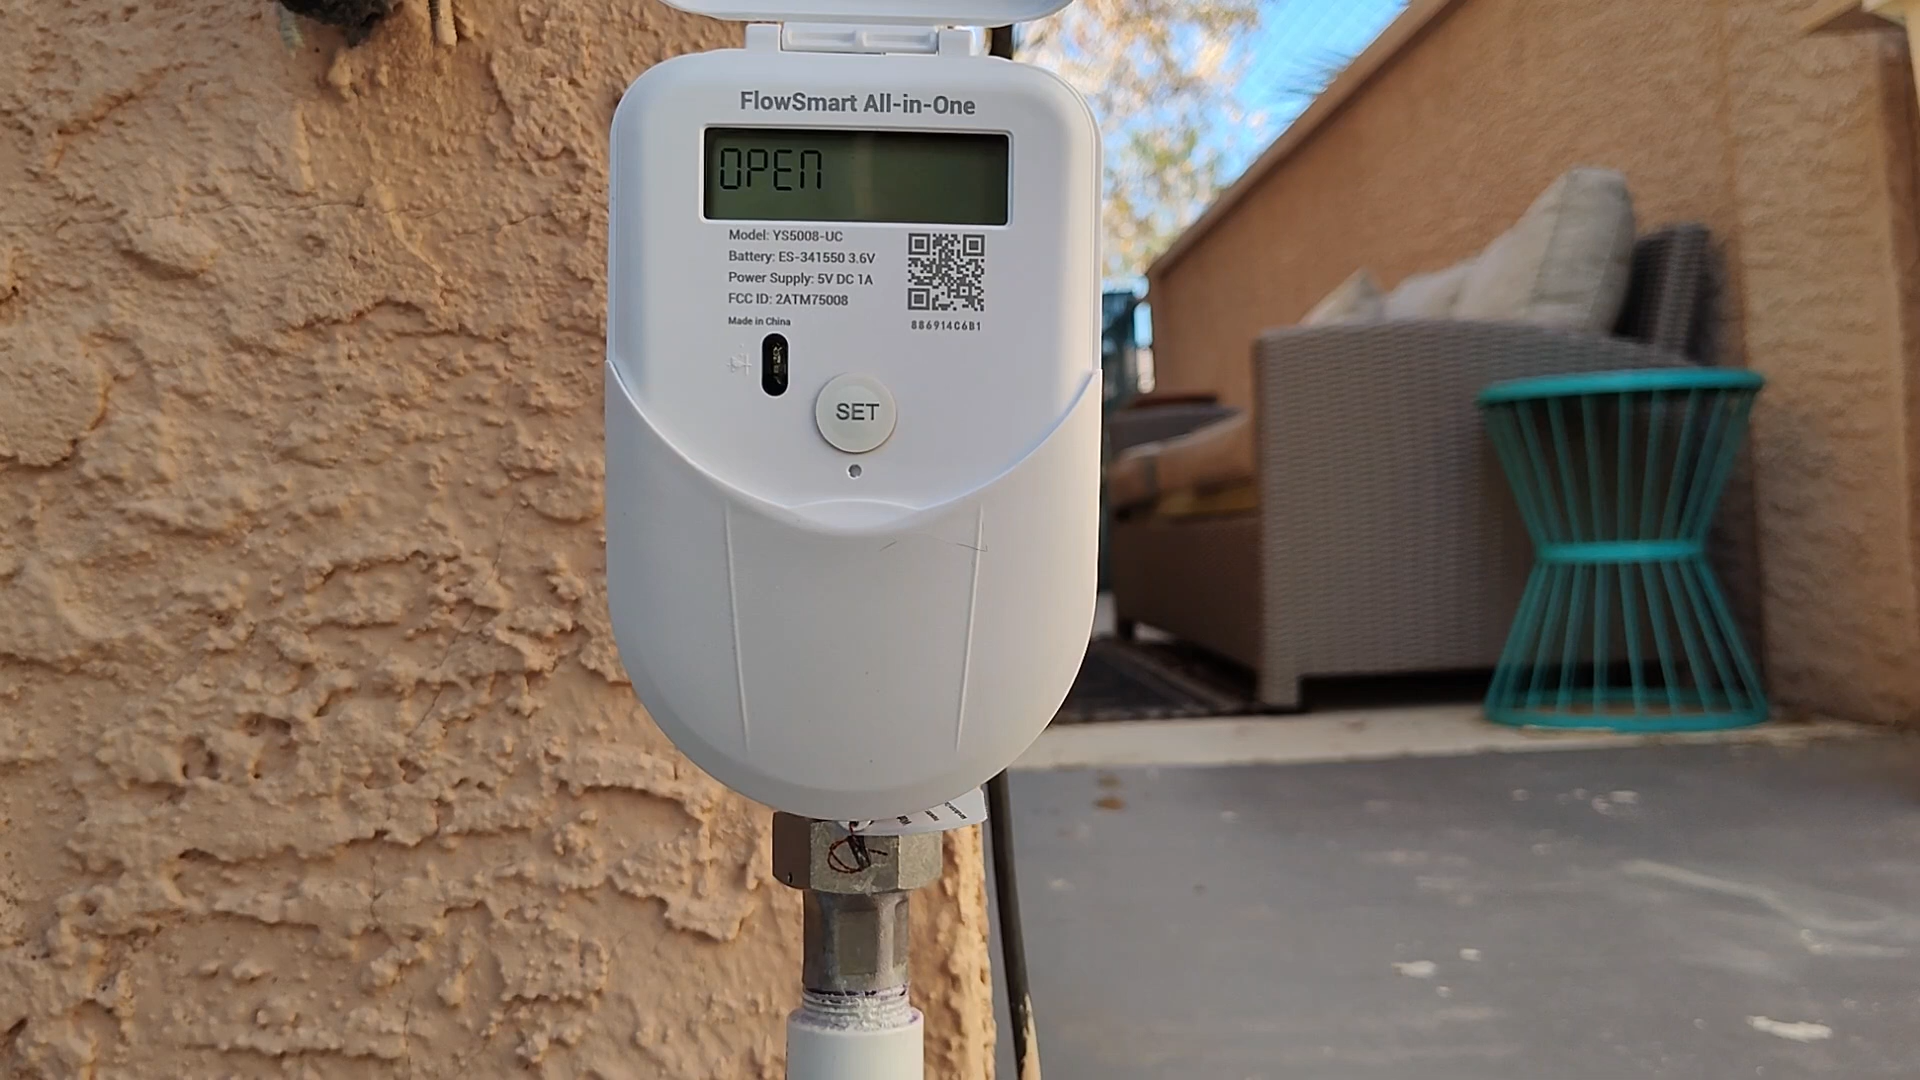 FlowSmart All-in-One
OPEN
Model: YS5008-UC
Battery: ES-341550 3.6V
Power Supply: 5V DC 1A
FCC ID: 2ATM75008
Made in China
886914C6B1
SET